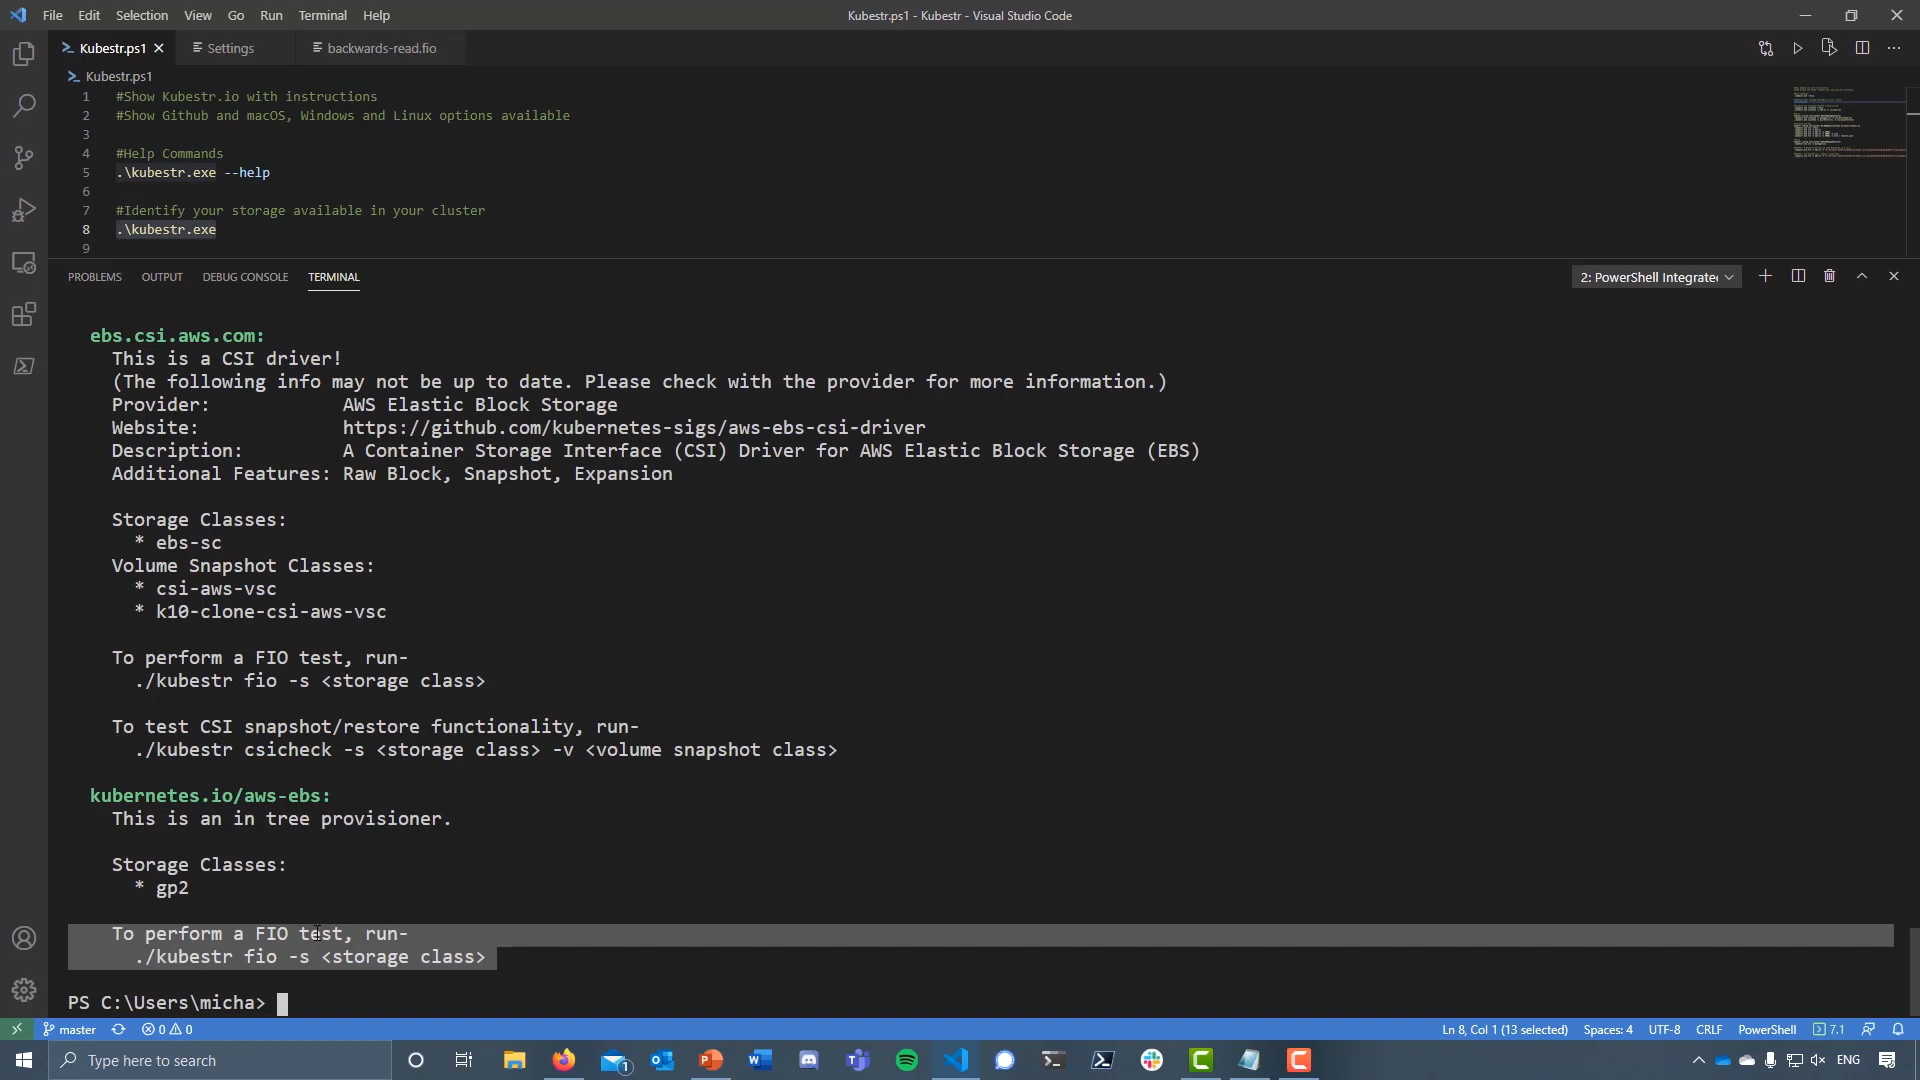 File Edit Selection View Go Run Terminal Help
Kubestr.ps1 - Kubestr - Visual Studio Code
Kubestr.ps1
Settings
backwards-read.fio
Kubestr.ps1
1 #Show Kubestr.io with instructions
2 #Show Github and macOS, Windows and Linux options available
3
4 #Help Commands
5 .\kubestr.exe --help
6
7 #Identify your storage available in your cluster
8 .\kubestr.exe
9
PROBLEMS OUTPUT DEBUG CONSOLE TERMINAL
2: PowerShell Integrated
ebs.csi.aws.com:
This is a CSI driver!
(The following info may not be up to date. Please check with the provider for more information.)
Provider: AWS Elastic Block Storage
Website: https://github.com/kubernetes-sigs/aws-ebs-csi-driver
Description: A Container Storage Interface (CSI) Driver for AWS Elastic Block Storage (EBS)
Additional Features: Raw Block, Snapshot, Expansion
Storage Classes:
* ebs-sc
Volume Snapshot Classes:
* csi-aws-vsc
* k10-clone-csi-aws-vsc
To perform a FIO test, run-
./kubestr fio -s <storage class>
To test CSI snapshot/restore functionality, run-
./kubestr csicheck -s <storage class> -v <volume snapshot class>
kubernetes.io/aws-ebs:
This is an in tree provisioner.
Storage Classes:
* gp2
To perform a FIO test, run-
./kubestr fio -s <storage class>
PS C:\Users\micha>
master 0 0
Ln 8, Col 1 (13 selected) Spaces: 4 UTF-8 CRLF PowerShell 7.1
Type here to search
1
ENG